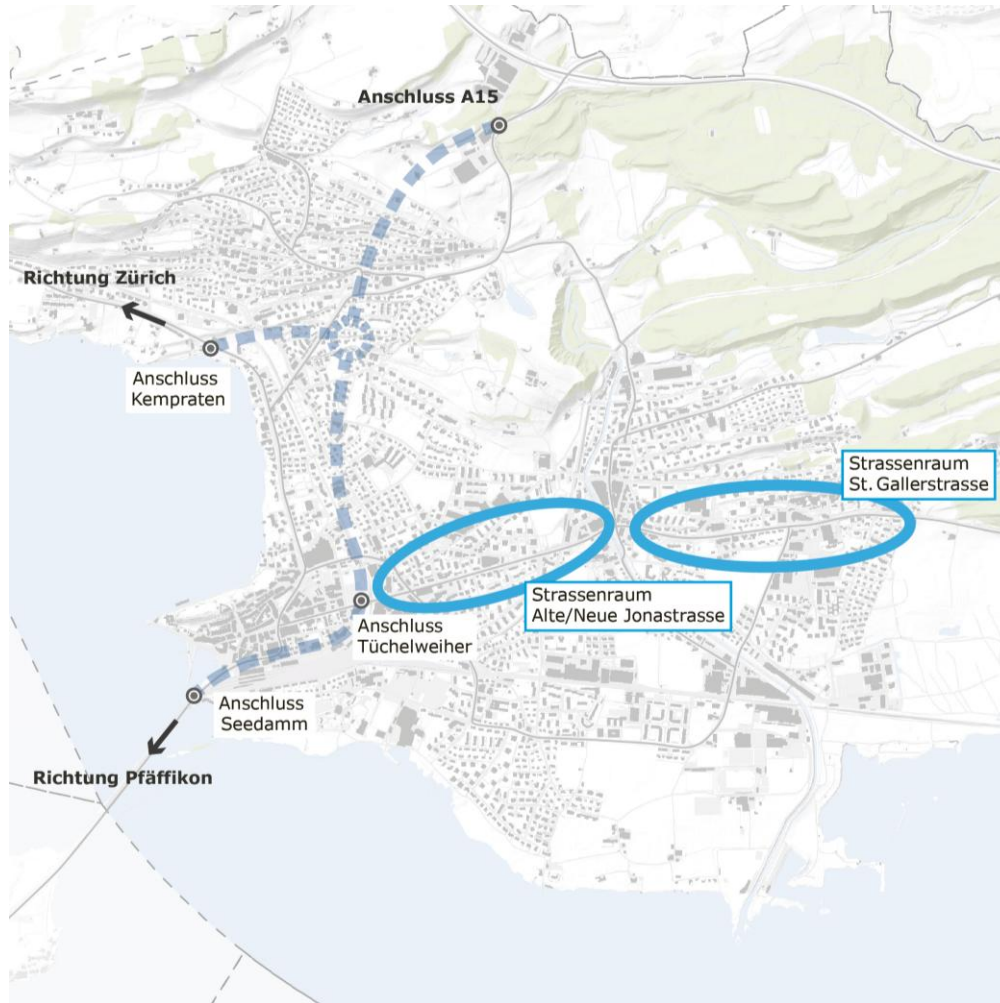 Anschluss A15
Richtung Zürich
Anschluss
Kempraten
Strassenraum
St. Gallerstrasse
Strassenraum
Alte/Neue Jonastrasse
Anschluss
Tüchelweiher
Anschluss
Seedamm
Richtung Pfäffikon